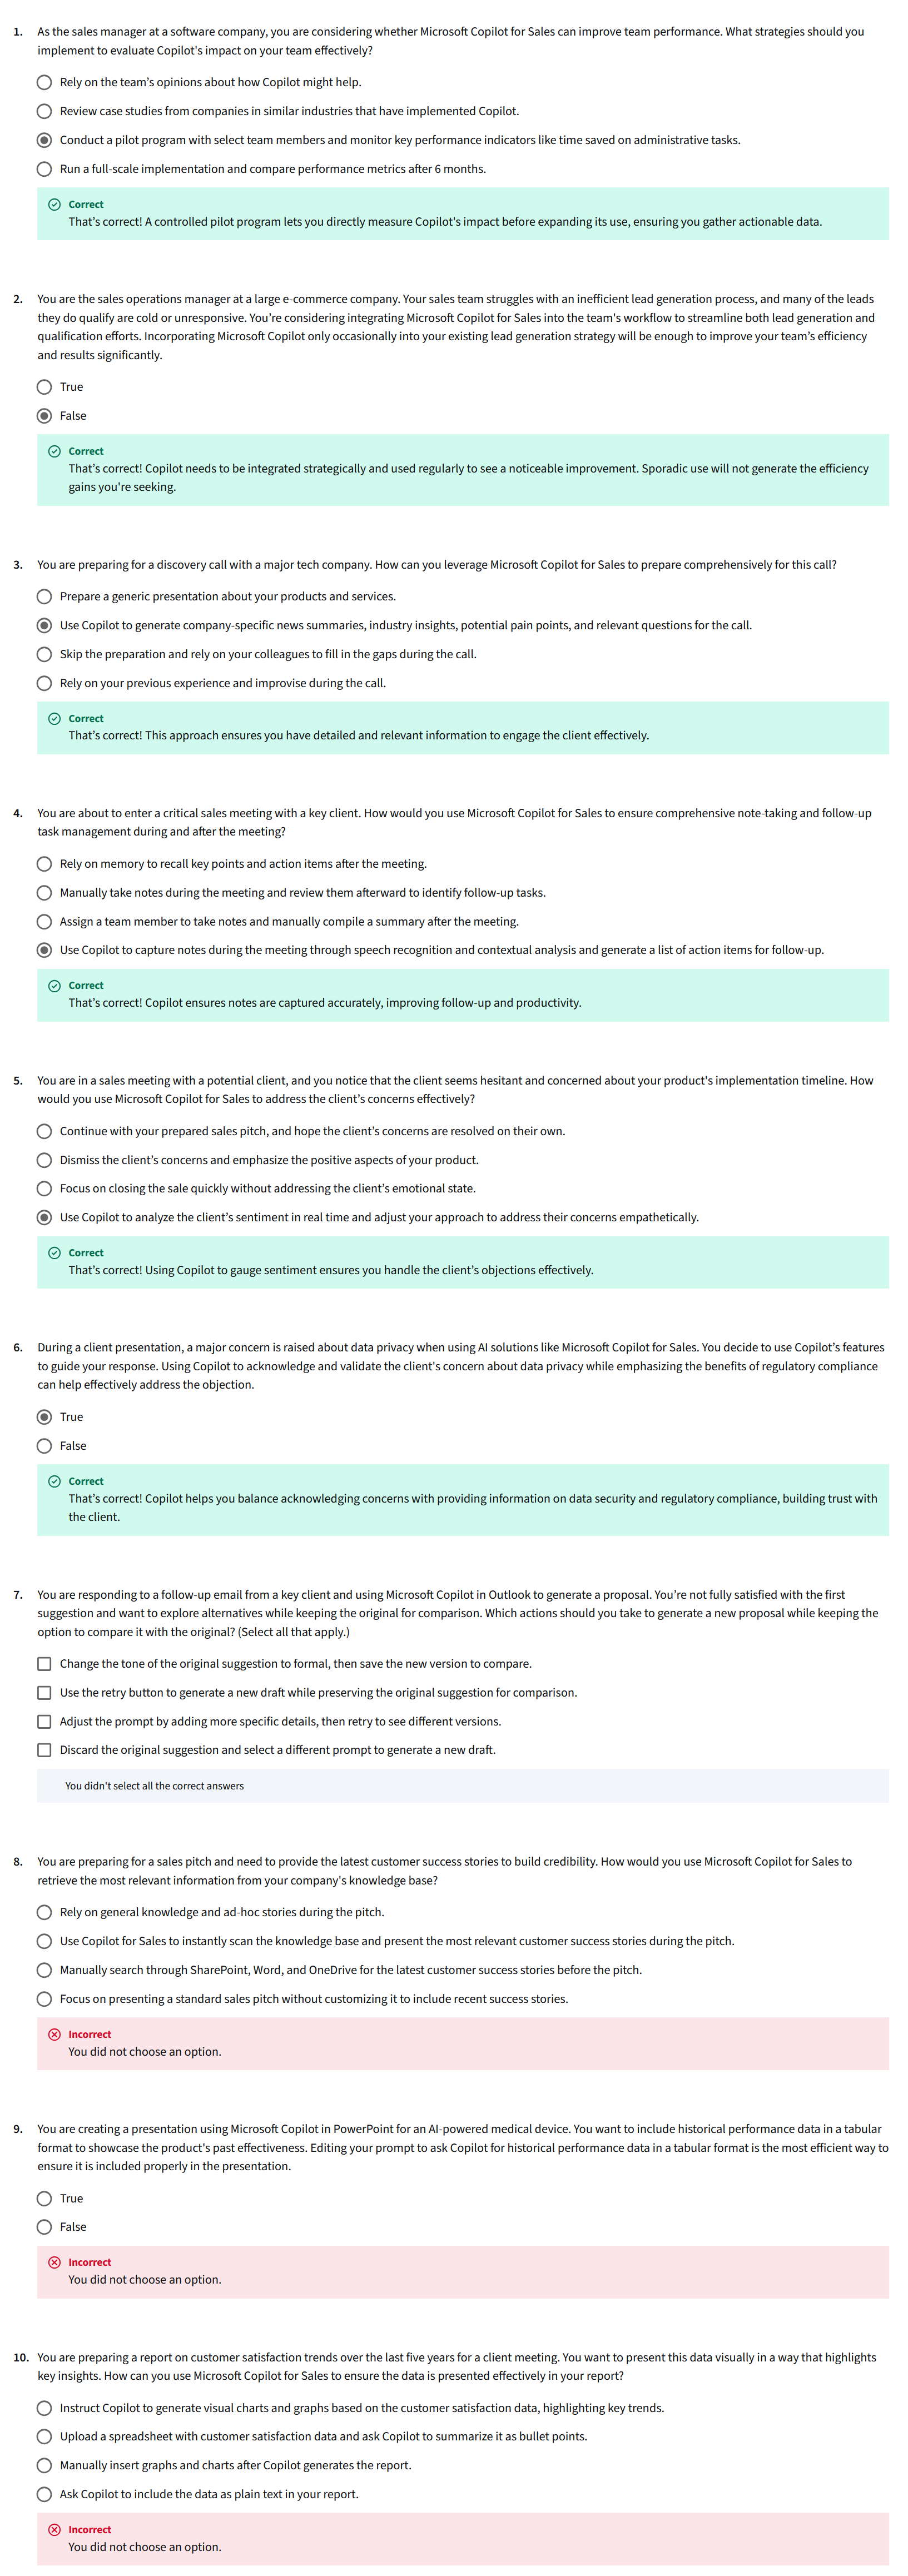 1. As the sales manager at a software company, you are considering whether Microsoft Copilot for Sales can improve team performance. What strategies should you
implement to evaluate Copilot's impact on your team effectively?
Rely on the team's opinions about how Copilot might help.
Review case studies from companies in similar industries that have implemented Copilot.
Conduct a pilot program with select team members and monitor key performance indicators like time saved on administrative tasks.
Run a full-scale implementation and compare performance metrics after 6 months.
Correct
That's correct! A controlled pilot program lets you directly measure Copilot's impact before expanding its use, ensuring you gather actionable data.
2. You are the sales operations manager at a large e-commerce company. Your sales team struggles with an inefficient lead generation process, and many of the leads
they do qualify are cold or unresponsive. You're considering integrating Microsoft Copilot for Sales into the team's workflow to streamline both lead generation and
qualification efforts. Incorporating Microsoft Copilot only occasionally into your existing lead generation strategy will be enough to improve your team's efficiency
and results significantly.
True
False
Correct
That's correct! Copilot needs to be integrated strategically and used regularly to see a noticeable improvement. Sporadic use will not generate the efficiency
gains you're seeking.
3. You are preparing for a discovery call with a major tech company. How can you leverage Microsoft Copilot for Sales to prepare comprehensively for this call?
Prepare a generic presentation about your products and services.
Use Copilot to generate company-specific news summaries, industry insights, potential pain points, and relevant questions for the call.
Skip the preparation and rely on your colleagues to fill in the gaps during the call.
Rely on your previous experience and improvise during the call.
Correct
That's correct! This approach ensures you have detailed and relevant information to engage the client effectively.
4. You are about to enter a critical sales meeting with a key client. How would you use Microsoft Copilot for Sales to ensure comprehensive note-taking and follow-up
task management during and after the meeting?
Rely on memory to recall key points and action items after the meeting.
Manually take notes during the meeting and review them afterward to identify follow-up tasks.
Assign a team member to take notes and manually compile a summary after the meeting.
Use Copilot to capture notes during the meeting through speech recognition and contextual analysis and generate a list of action items for follow-up.
Correct
That's correct! Copilot ensures notes are captured accurately, improving follow-up and productivity.
5. You are in a sales meeting with a potential client, and you notice that the client seems hesitant and concerned about your product's implementation timeline. How
would you use Microsoft Copilot for Sales to address the client's concerns effectively?
Continue with your prepared sales pitch, and hope the client's concerns are resolved on their own.
Dismiss the client's concerns and emphasize the positive aspects of your product.
Focus on closing the sale quickly without addressing the client's emotional state.
Use Copilot to analyze the client's sentiment in real time and adjust your approach to address their concerns empathetically.
Correct
That's correct! Using Copilot to gauge sentiment ensures you handle the client's objections effectively.
6. During a client presentation, a major concern is raised about data privacy when using AI solutions like Microsoft Copilot for Sales. You decide to use Copilot's features
to guide your response. Using Copilot to acknowledge and validate the client's concern about data privacy while emphasizing the benefits of regulatory compliance
can help effectively address the objection.
True
False
Correct
That's correct! Copilot helps you balance acknowledging concerns with providing information on data security and regulatory compliance, building trust with
the client.
7. You are responding to a follow-up email from a key client and using Microsoft Copilot in Outlook to generate a proposal. You're not fully satisfied with the first
suggestion and want to explore alternatives while keeping the original for comparison. Which actions should you take to generate a new proposal while keeping the
option to compare it with the original? (Select all that apply.)
Change the tone of the original suggestion to formal, then save the new version to compare.
Use the retry button to generate a new draft while preserving the original suggestion for comparison.
Adjust the prompt by adding more specific details, then retry to see different versions.
Discard the original suggestion and select a different prompt to generate a new draft.
You didn't select all the correct answers
8. You are preparing for a sales pitch and need to provide the latest customer success stories to build credibility. How would you use Microsoft Copilot for Sales to
retrieve the most relevant information from your company's knowledge base?
Rely on general knowledge and ad-hoc stories during the pitch.
Use Copilot for Sales to instantly scan the knowledge base and present the most relevant customer success stories during the pitch.
Manually search through SharePoint, Word, and OneDrive for the latest customer success stories before the pitch.
Focus on presenting a standard sales pitch without customizing it to include recent success stories.
Incorrect
You did not choose an option.
9. You are creating a presentation using Microsoft Copilot in PowerPoint for an AI-powered medical device. You want to include historical performance data in a tabular
format to showcase the product's past effectiveness. Editing your prompt to ask Copilot for historical performance data in a tabular format is the most efficient way to
ensure it is included properly in the presentation.
True
False
Incorrect
You did not choose an option.
10. You are preparing a report on customer satisfaction trends over the last five years for a client meeting. You want to present this data visually in a way that highlights
key insights. How can you use Microsoft Copilot for Sales to ensure the data is presented effectively in your report?
Instruct Copilot to generate visual charts and graphs based on the customer satisfaction data, highlighting key trends.
Upload a spreadsheet with customer satisfaction data and ask Copilot to summarize it as bullet points.
Manually insert graphs and charts after Copilot generates the report.
Ask Copilot to include the data as plain text in your report.
Incorrect
You did not choose an option.